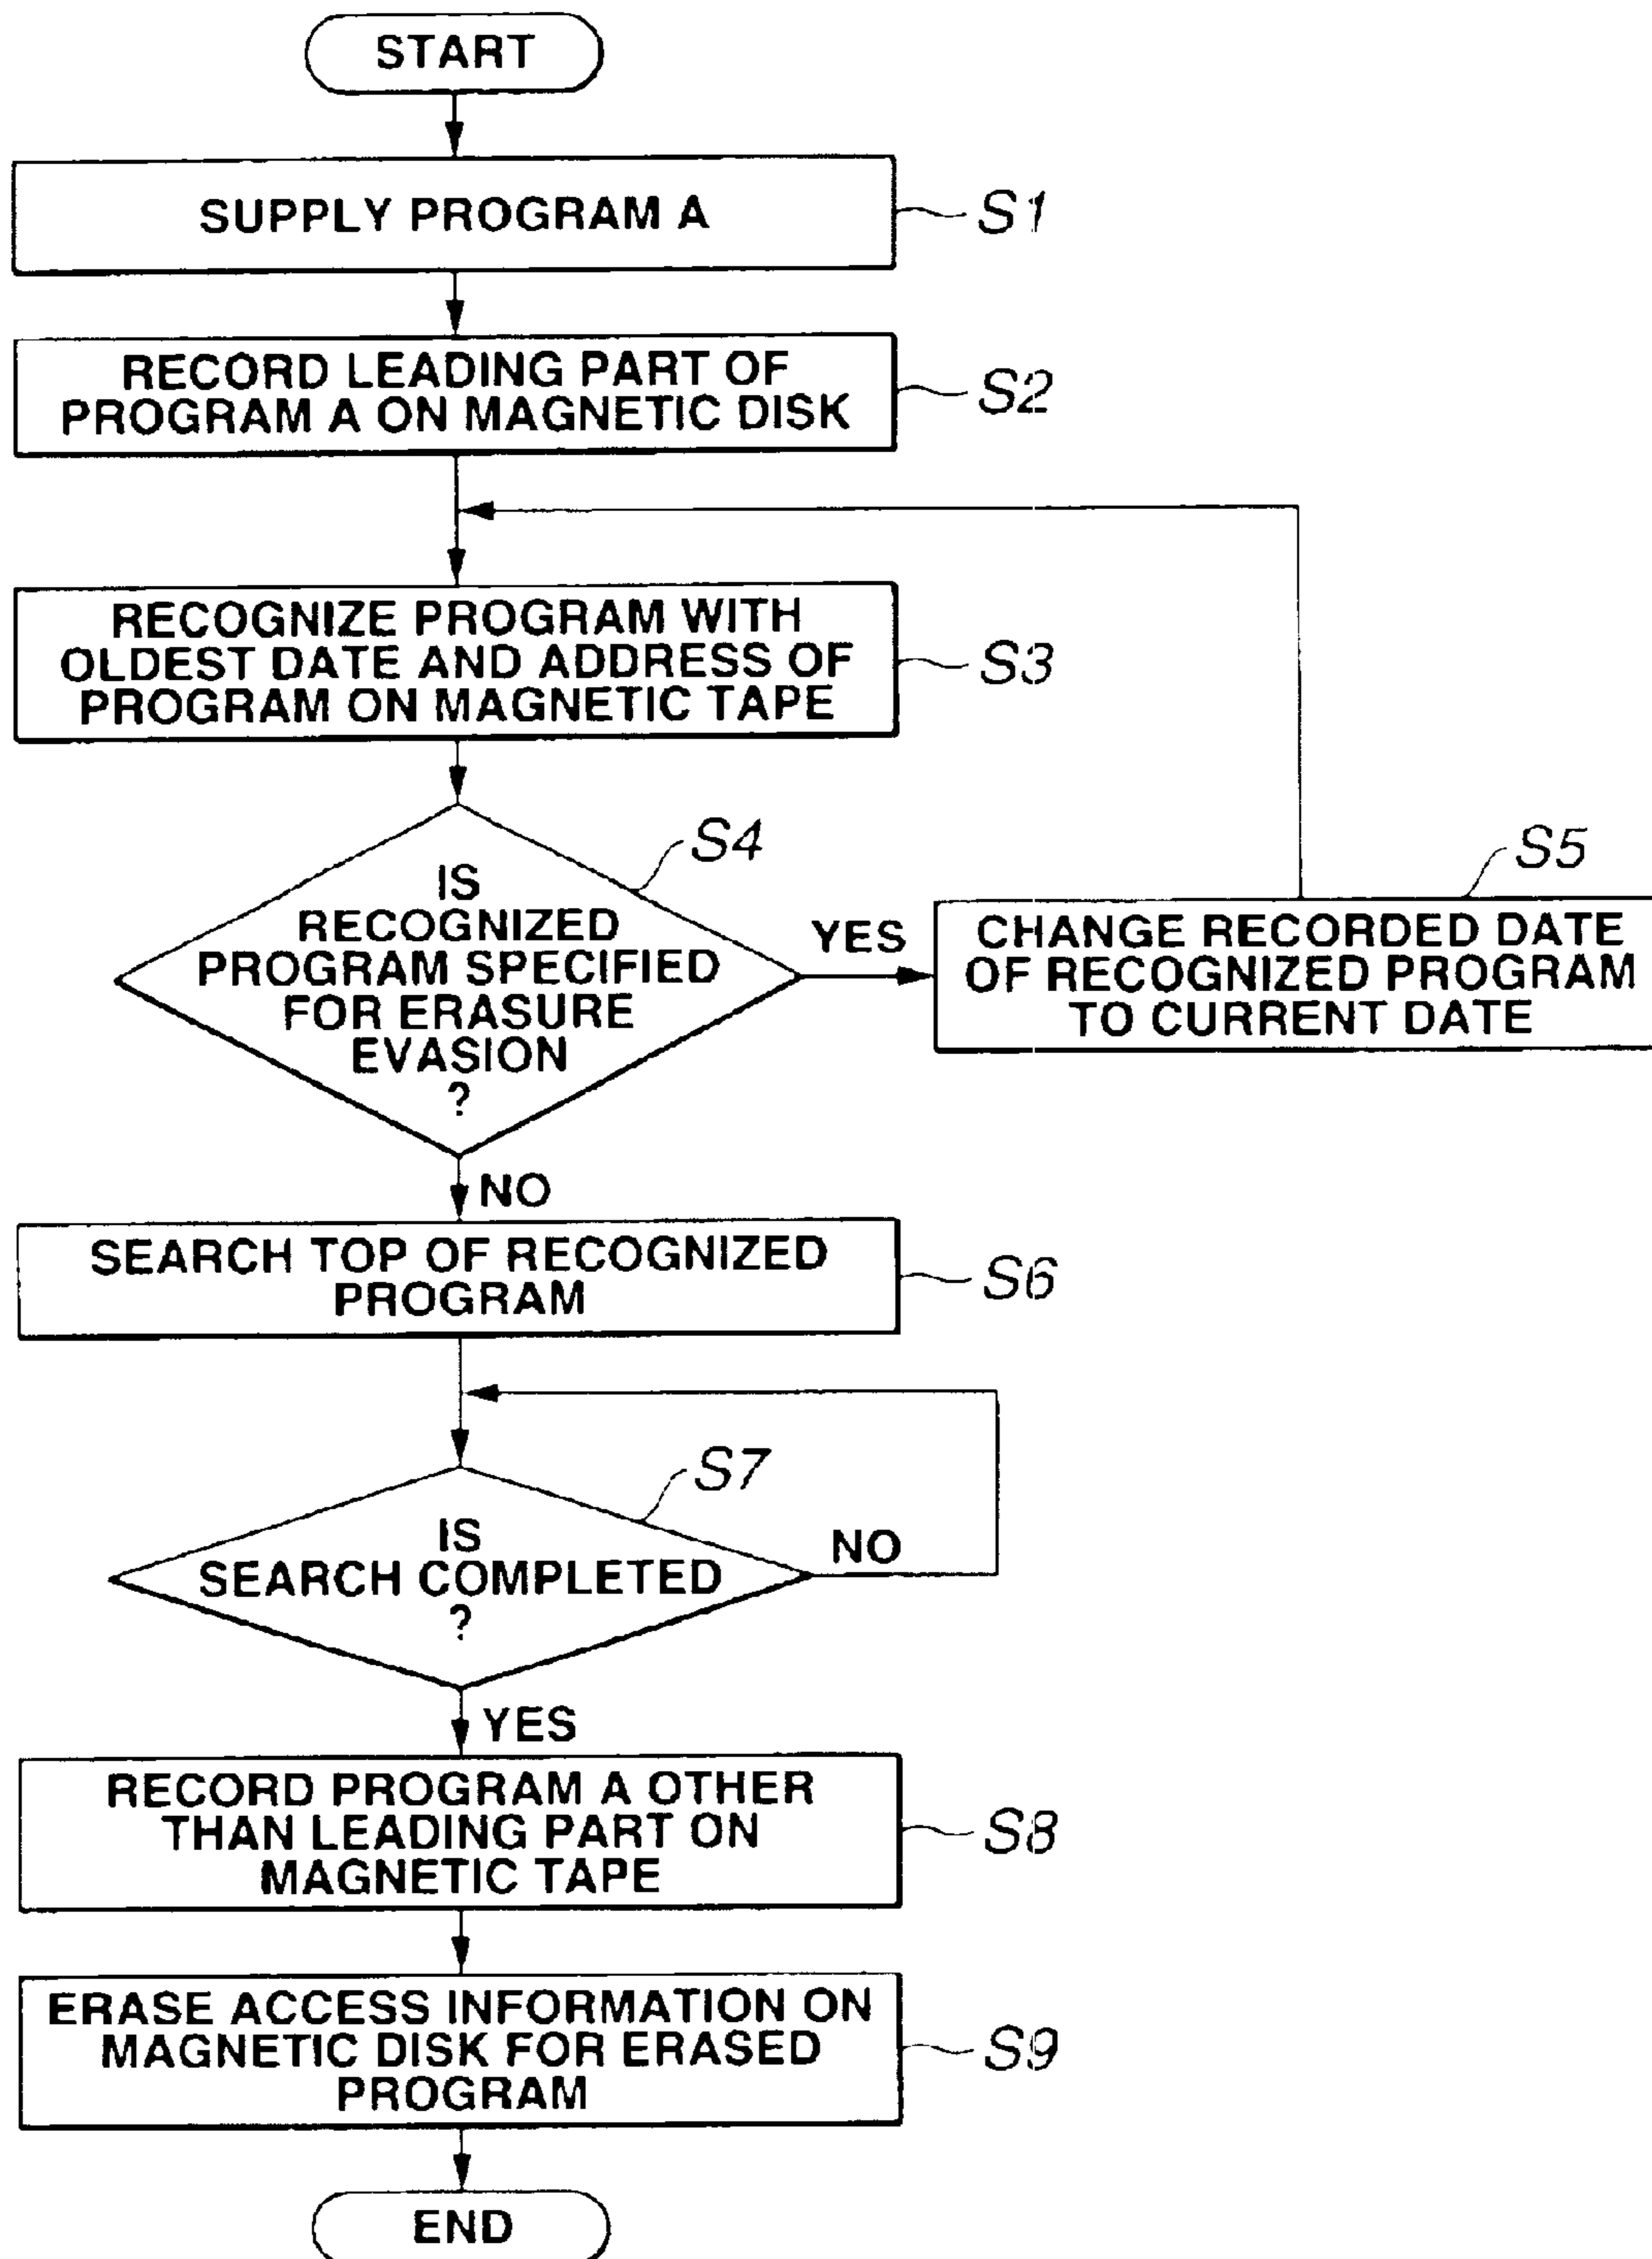 START
SUPPLY PROGRAM A
S1
RECORD LEADING PART OF
PROGRAM A ON MAGNETIC DISK
S2
RECOGNIZE PROGRAM WITH
OLDEST DATE AND ADDRESS OF
PROGRAM ON MAGNETIC TAPE
S3
S4
IS
RECOGNIZED
PROGRAM SPECIFIED
FOR ERASURE
EVASION
?
YES
S5
CHANGE RECORDED DATE
OF RECOGNIZED PROGRAM
TO CURRENT DATE
NO
SEARCH TOP OF RECOGNIZED
PROGRAM
S6
S7
IS
SEARCH COMPLETED
?
NO
YES
RECORD PROGRAM A OTHER
THAN LEADING PART ON
MAGNETIC TAPE
S8
ERASE ACCESS INFORMATION ON
MAGNETIC DISK FOR ERASED
PROGRAM
S9
END